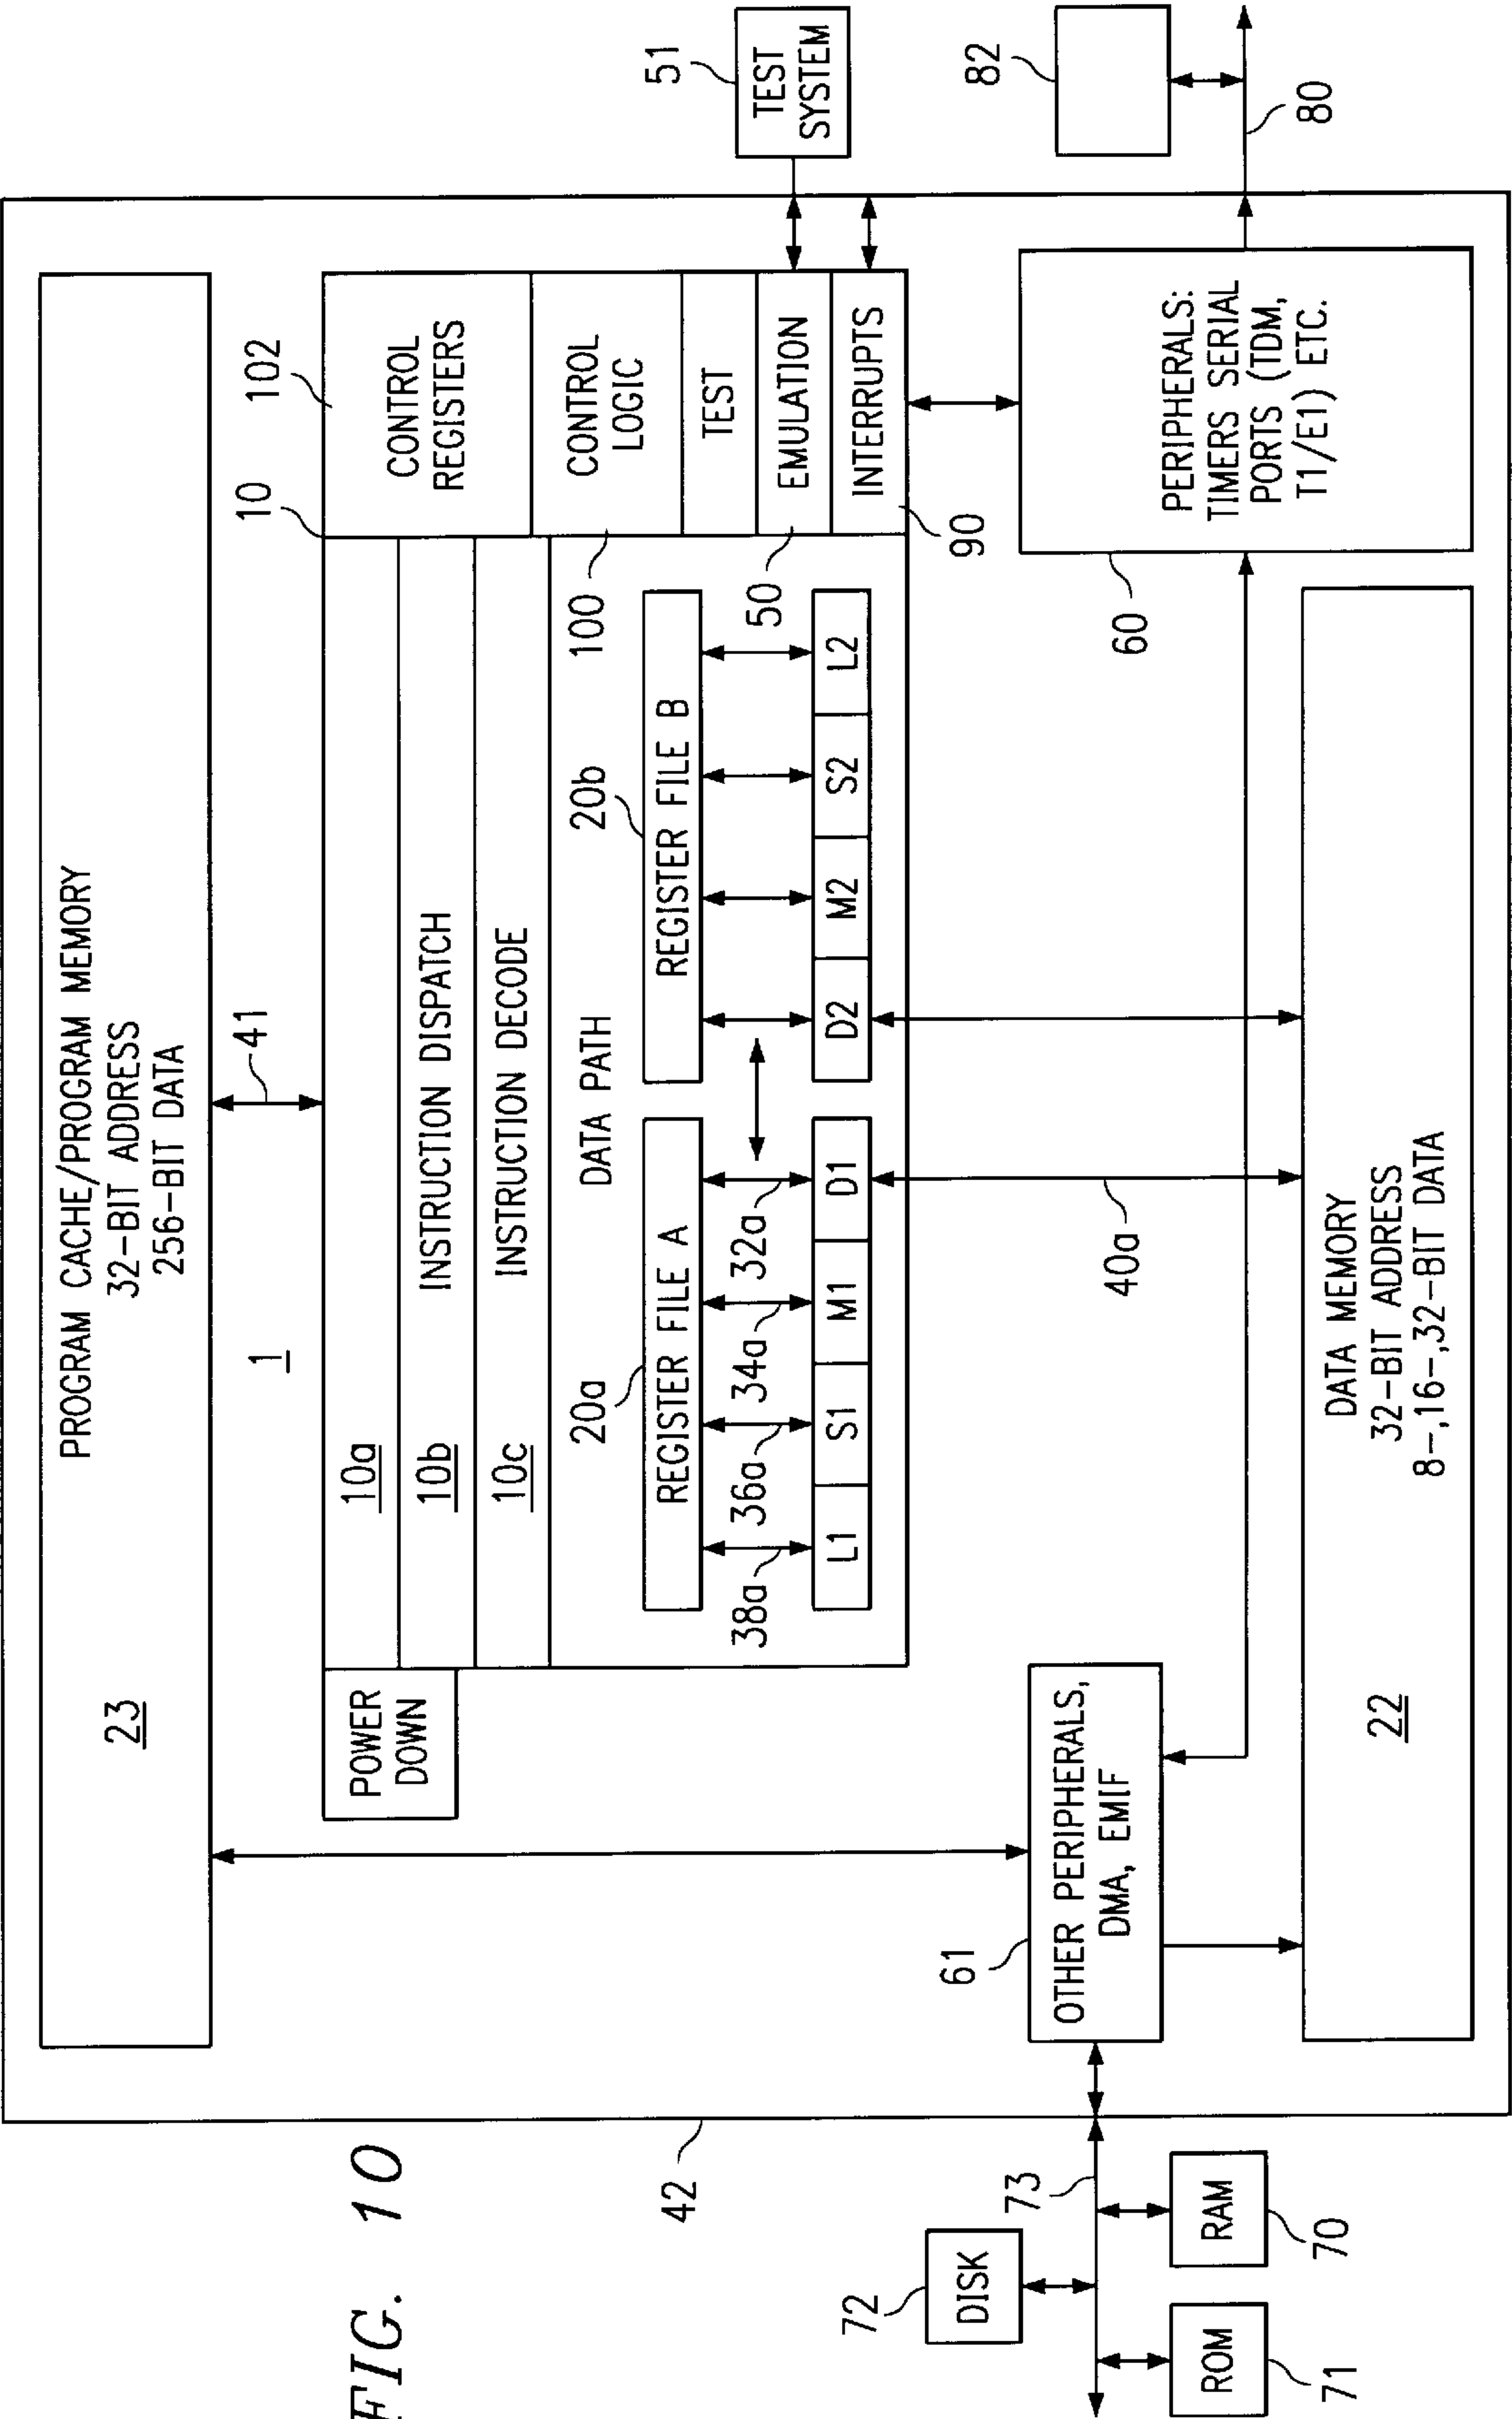 FIG. 10
PROGRAM CACHE/PROGRAM MEMORY
32-BIT ADDRESS
256-BIT DATA
23
1
41
POWER
DOWN
10
102
10a
10b
INSTRUCTION DISPATCH
10c
INSTRUCTION DECODE
DATA PATH
CONTROL
REGISTERS
CONTROL
LOGIC
100
TEST
EMULATION
50
INTERRUPTS
90
20a
REGISTER FILE A
20b
REGISTER FILE B
38a
36a
34a
32a
L1
S1
M1
D1
D2
M2
S2
L2
51
TEST
SYSTEM
82
80
61
OTHER PERIPHERALS,
DMA, EMIF
40a
60
PERIPHERALS:
TIMERS SERIAL
PORTS (TDM,
T1/E1) ETC.
22
DATA MEMORY
32-BIT ADDRESS
8-,16-,32-BIT DATA
42
72
DISK
73
ROM
71
RAM
70